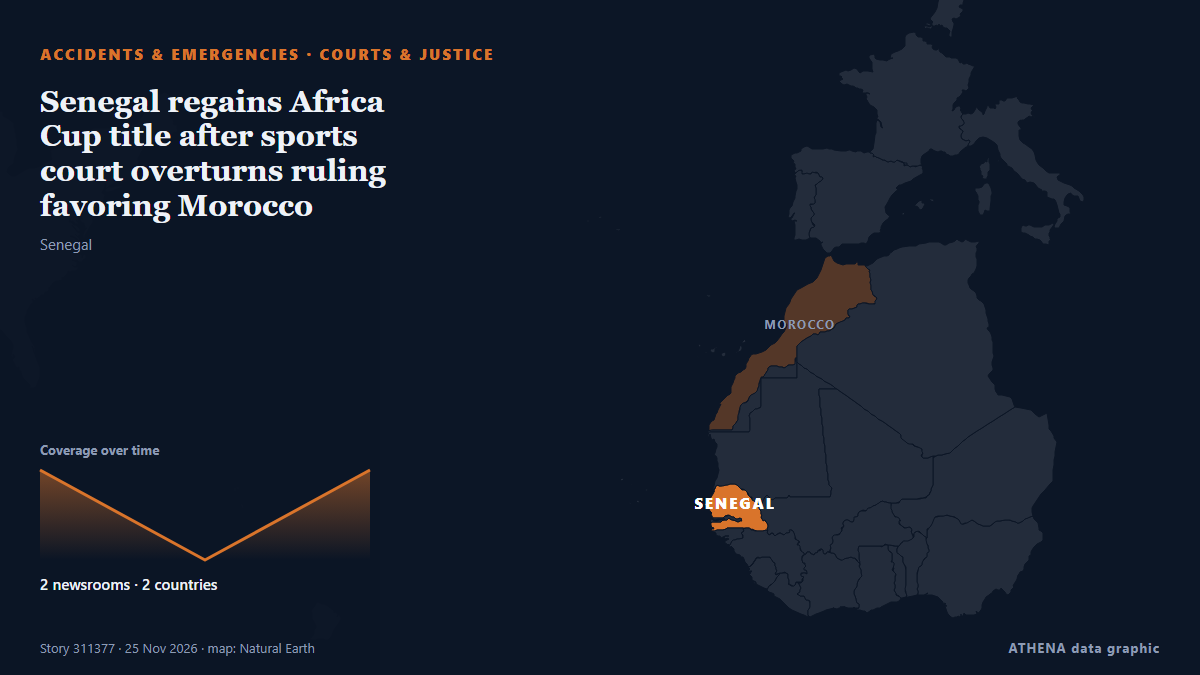 ACCIDENTS & EMERGENCIES · COURTS & JUSTICE
Senegal regains Africa
Cup title after sports
court overturns ruling
favoring Morocco
Senegal
MOROCCO
SENEGAL
Coverage over time
2 newsrooms · 2 countries
Story 311377 · 25 Nov 2026 · map: Natural Earth
ATHENA data graphic